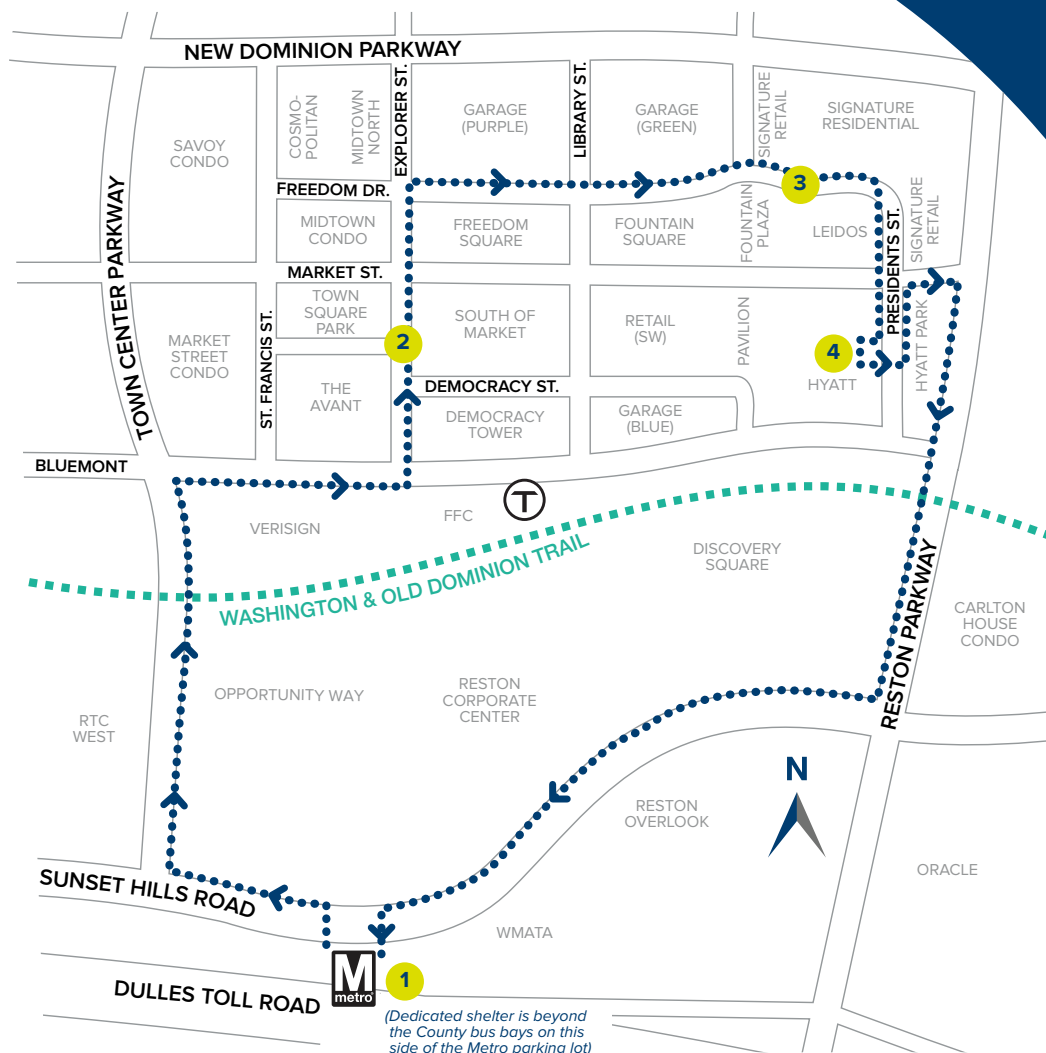 NEW DOMINION PARKWAY
SAVOY
CONDO
COSMO-
POLITAN
MIDTOWN
NORTH
EXPLORER ST.
GARAGE
(PURPLE)
LIBRARY ST.
GARAGE
(GREEN)
SIGNATURE
RETAIL
SIGNATURE
RESIDENTIAL
FREEDOM DR.
3
TOWN CENTER PARKWAY
MIDTOWN
CONDO
FREEDOM
SQUARE
FOUNTAIN
SQUARE
FOUNTAIN
PLAZA
LEIDOS
PRESIDENTS ST.
SIGNATURE
RETAIL
MARKET ST.
MARKET
STREET
CONDO
ST. FRANCIS ST.
TOWN
SQUARE
PARK
2
SOUTH OF
MARKET
RETAIL
(SW)
PAVILION
4
HYATT
HYATT PARK
THE
AVANT
DEMOCRACY ST.
DEMOCRACY
TOWER
GARAGE
(BLUE)
BLUEMONT
VERISIGN
FFC
T
WASHINGTON & OLD DOMINION TRAIL
DISCOVERY
SQUARE
RESTON PARKWAY
CARLTON
HOUSE
CONDO
RTC
WEST
OPPORTUNITY WAY
RESTON
CORPORATE
CENTER
N
RESTON
OVERLOOK
ORACLE
SUNSET HILLS ROAD
WMATA
M
metro
1
DULLES TOLL ROAD
(Dedicated shelter is beyond
the County bus bays on this
side of the Metro parking lot)